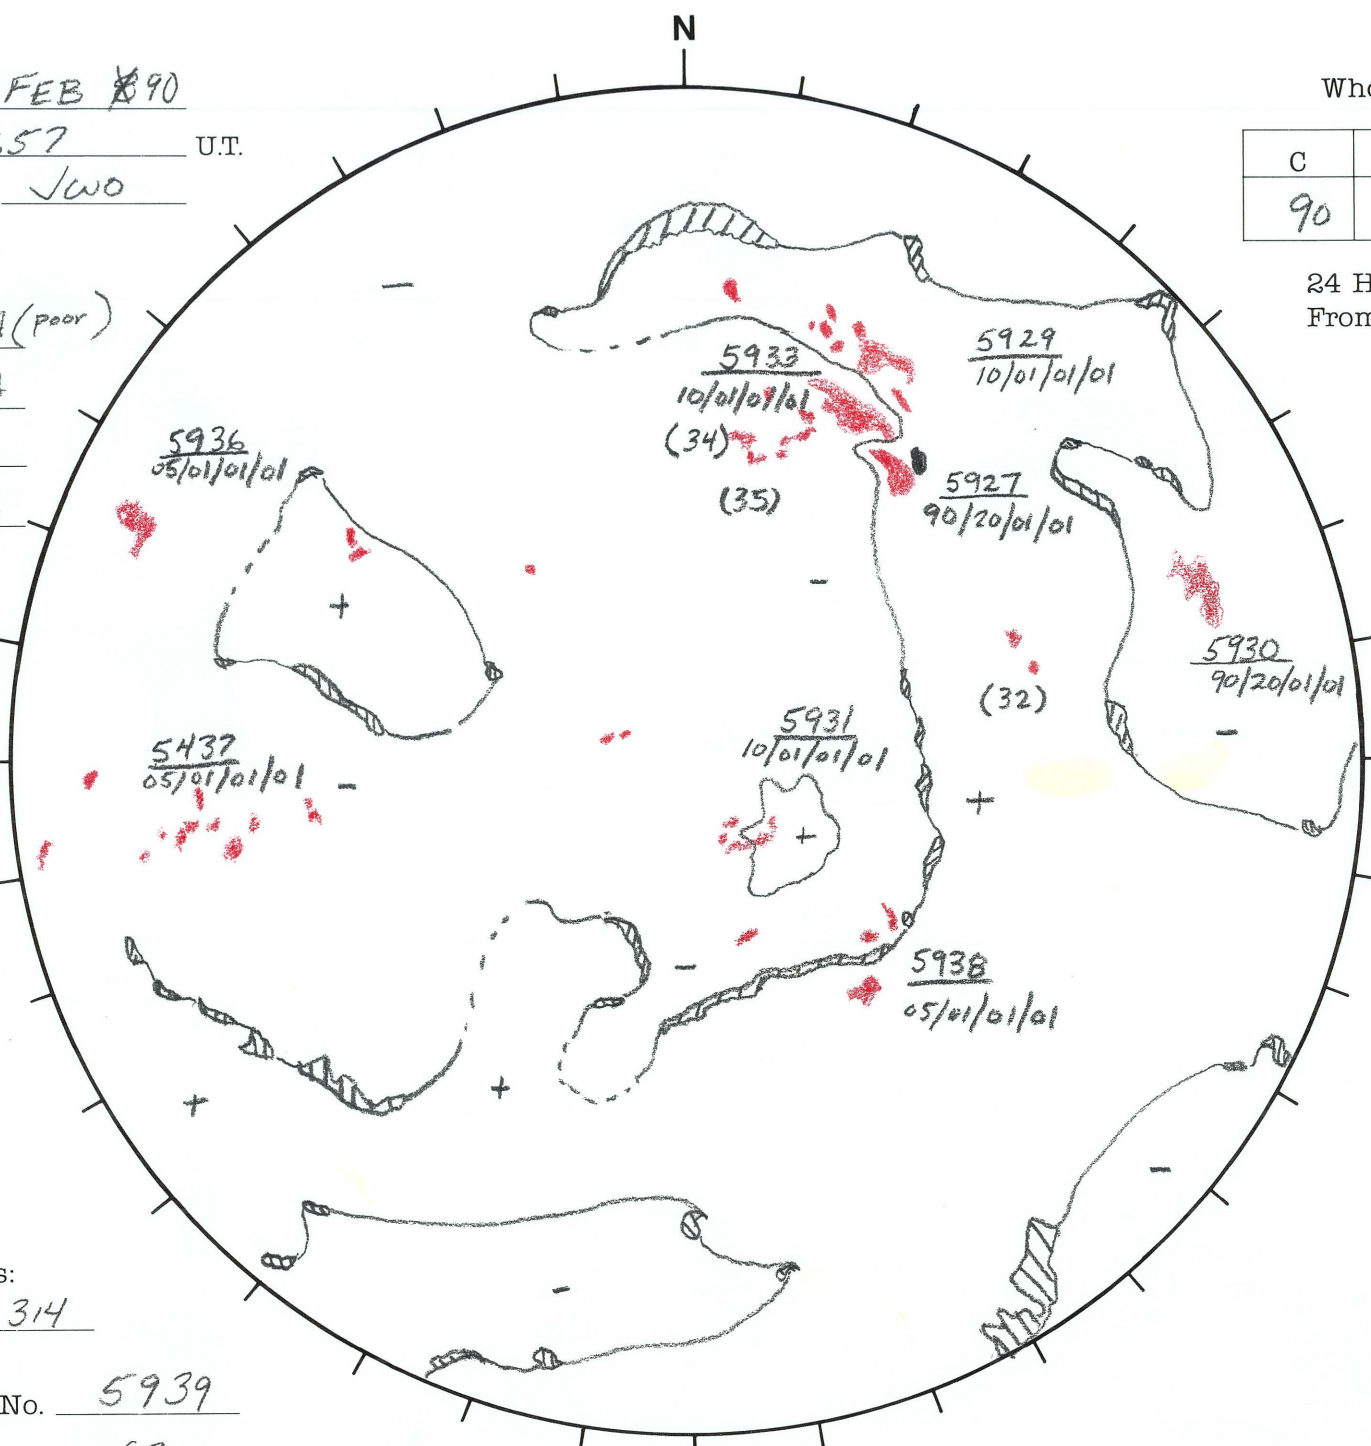 N
FEB 90
57 U.T.
JWO
(poor)
Who
C
90
24 H
From
5933
10/01/01/01
(34)
(35)
5929
10/01/01/01
5936
05/01/01/01
5927
90/20/01/01
+
-
5930
90/20/01/01
(32)
5931
10/01/01/01
5437
05/01/01/01
-
-
+
+
-
5938
05/01/01/01
+
+
-
-
s:
314
No. 5939